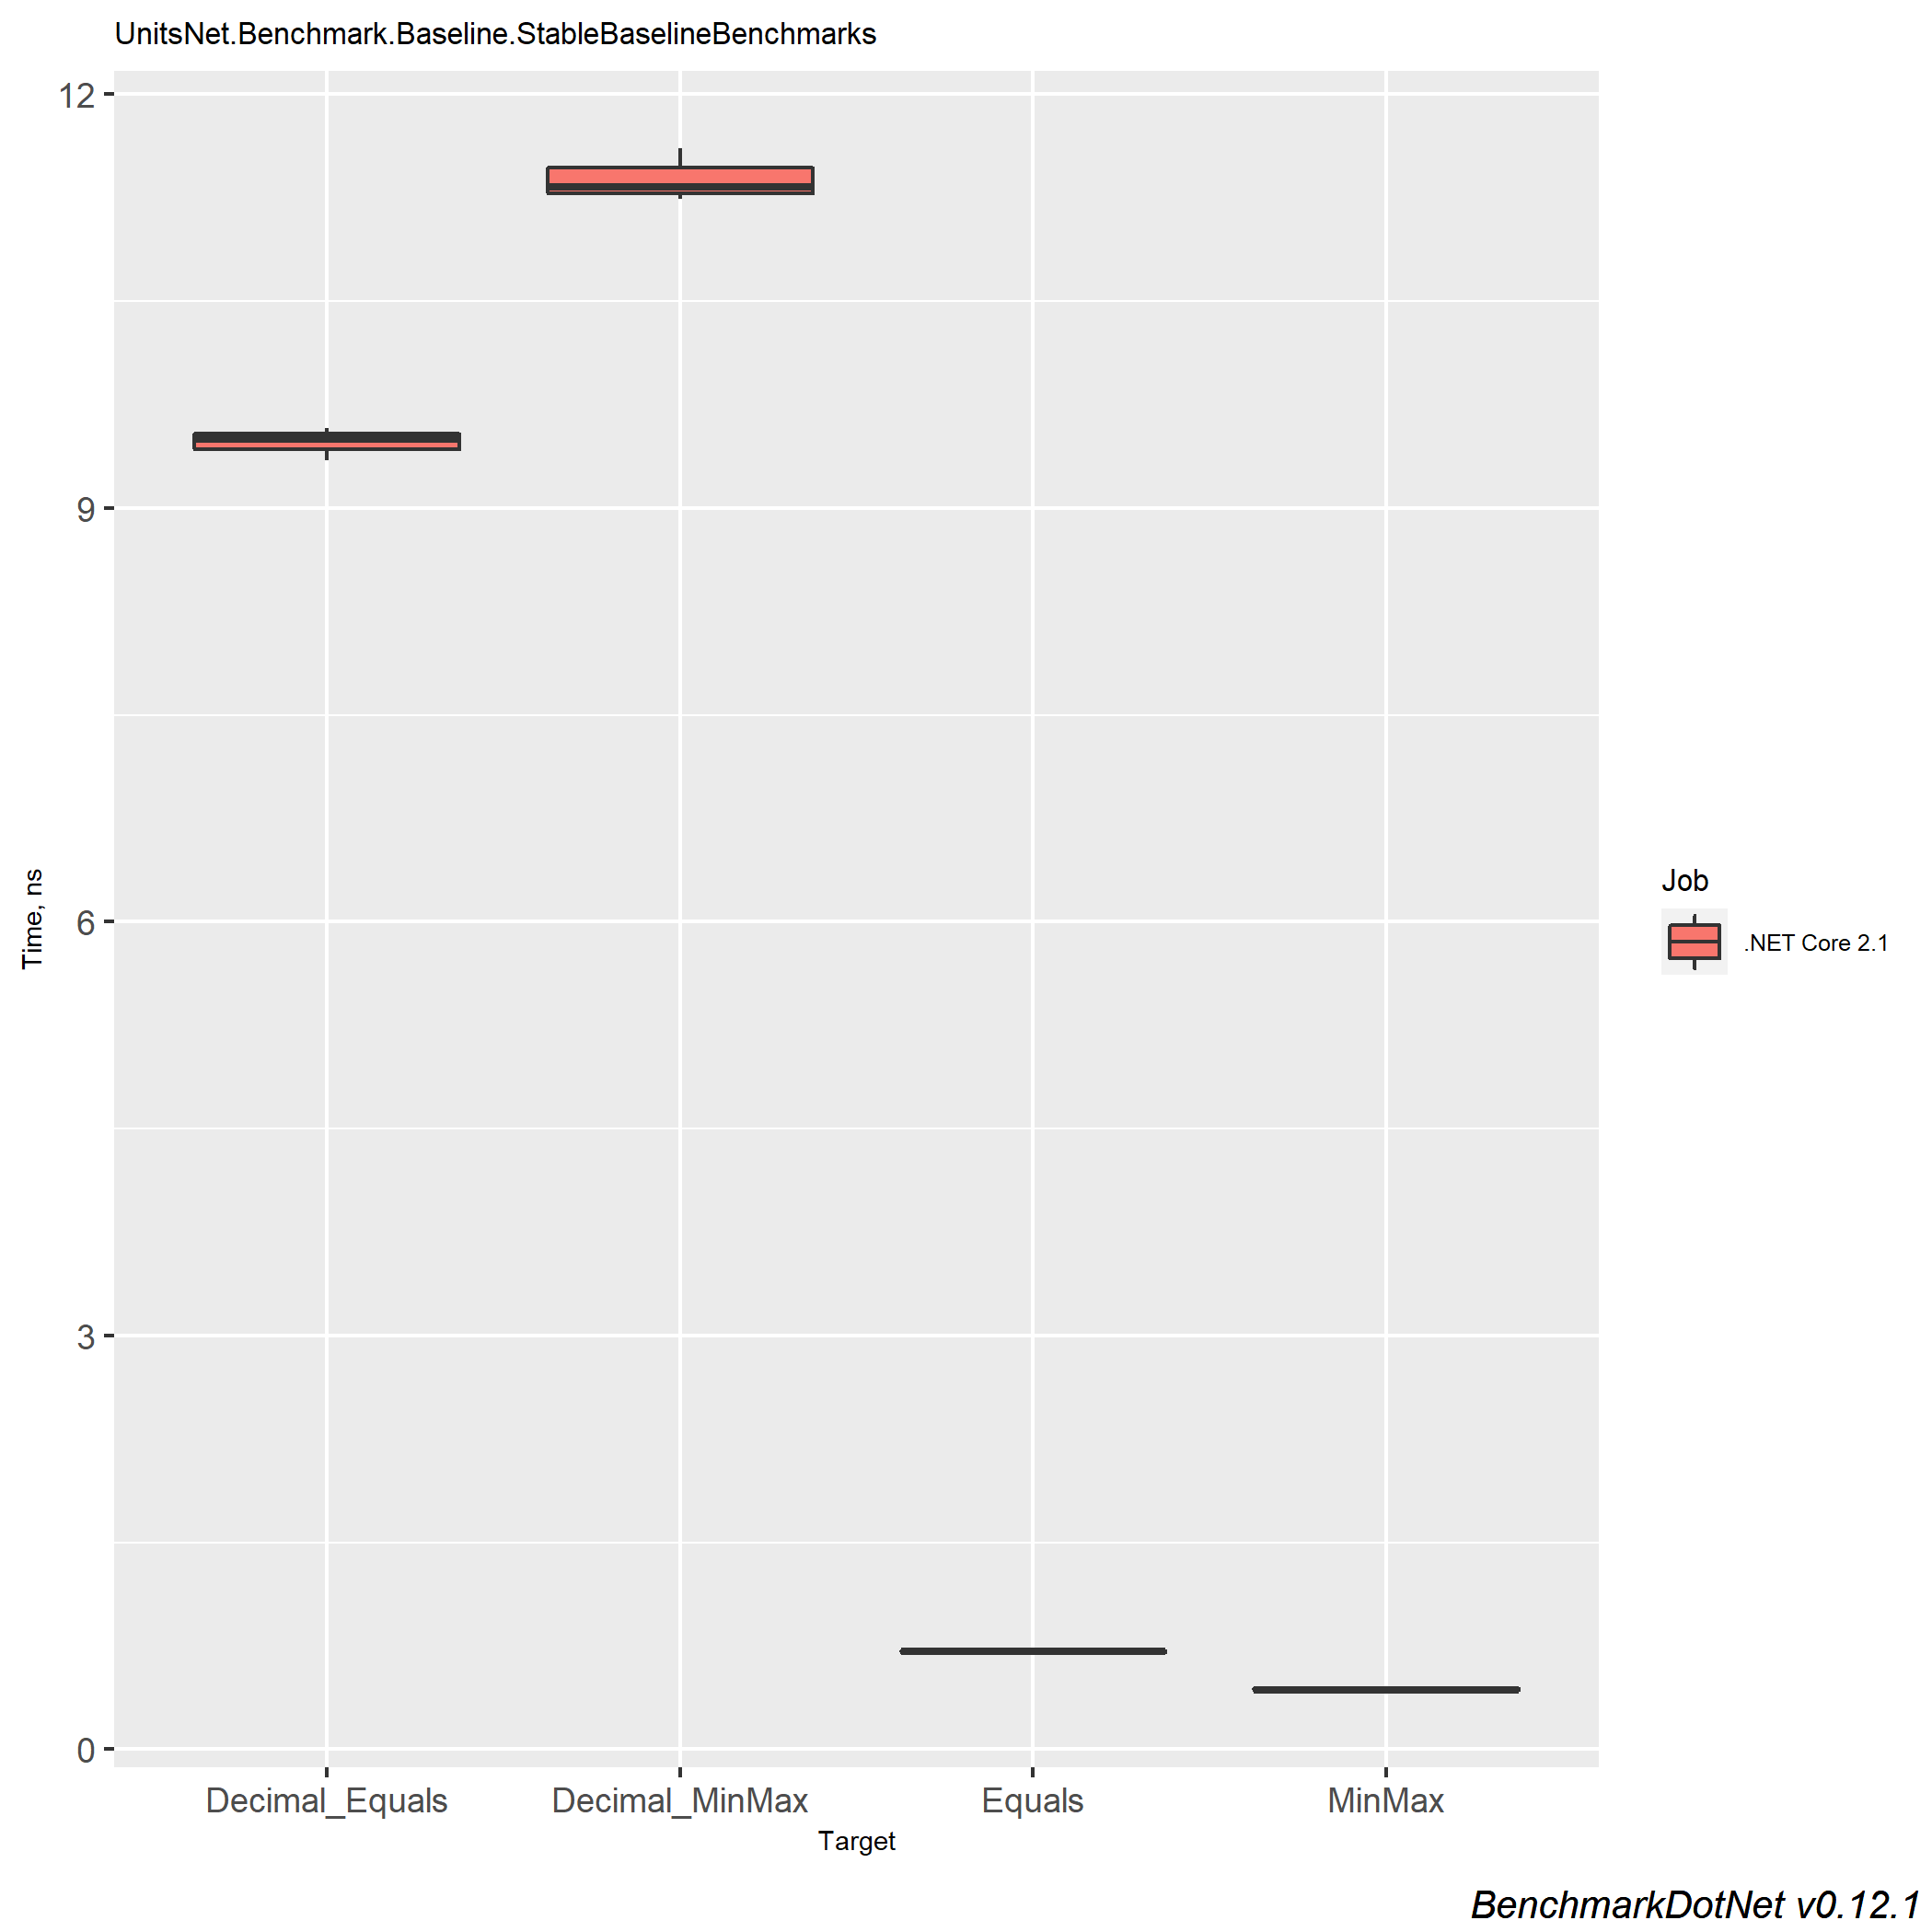 UnitsNet.Benchmark.Baseline.StableBaselineBenchmarks
12
9
6
3
0
Time, ns
Decimal_Equals Decimal_MinMax Equals MinMax
Target
Job
.NET Core 2.1
BenchmarkDotNet v0.12.1